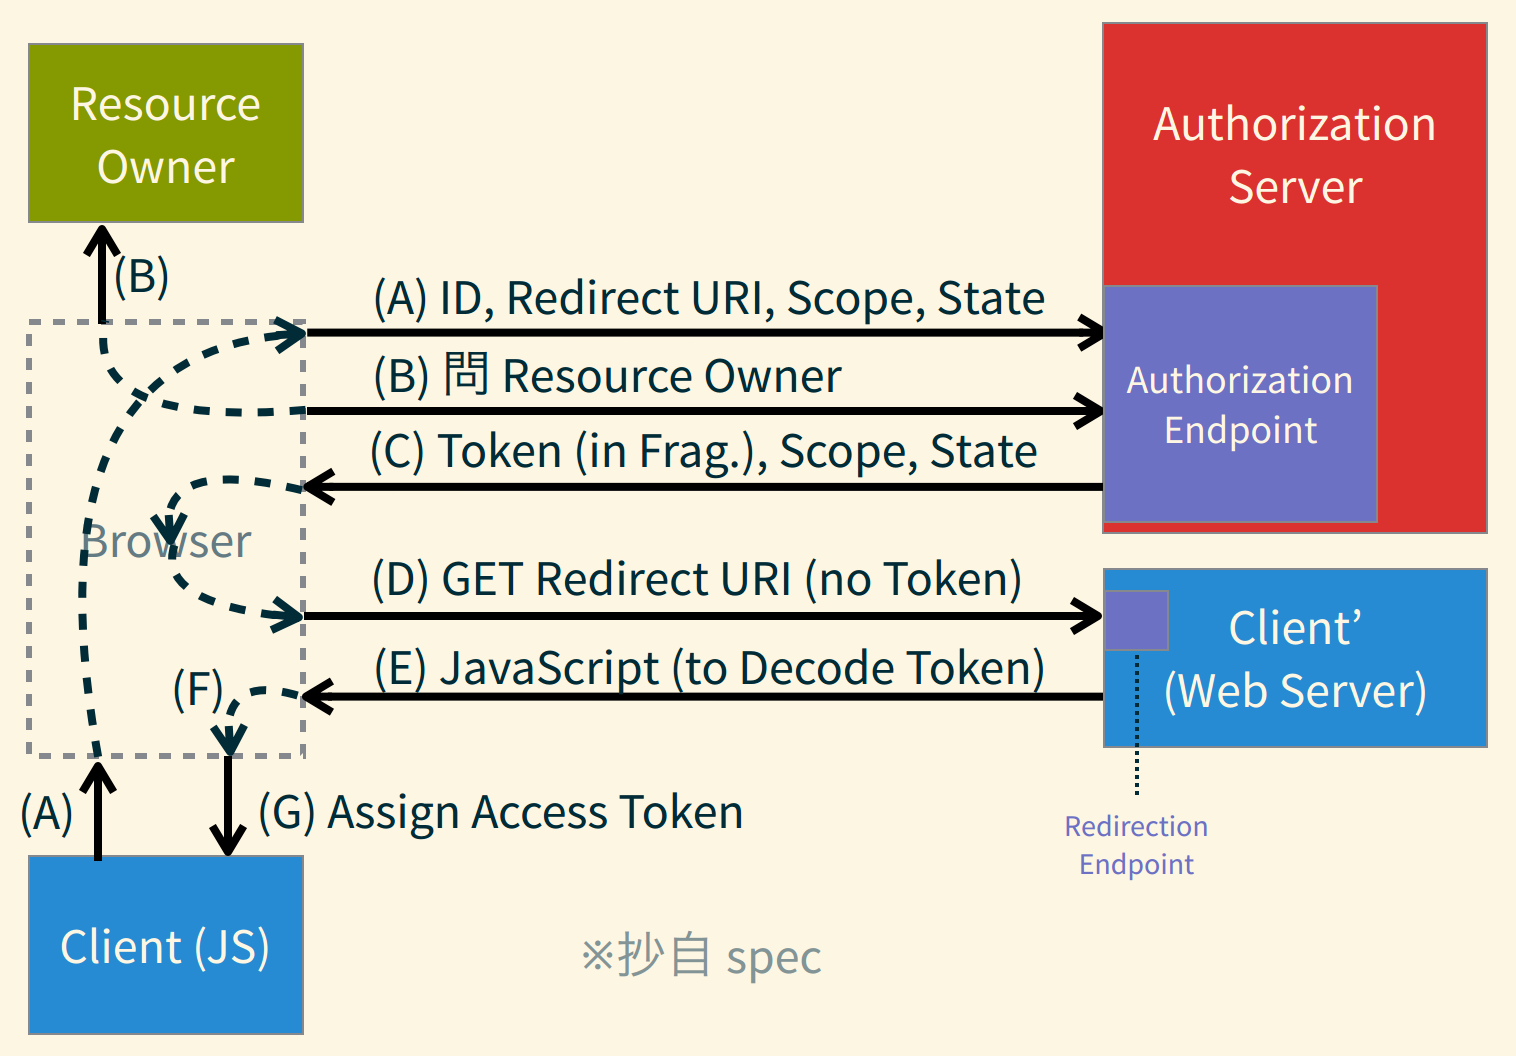 Resource
Owner
Authorization
Server
(B)
(A) ID, Redirect URI, Scope, State
(B) 問 Resource Owner
Authorization
Endpoint
(C) Token (in Frag.), Scope, State
Browser
(D) GET Redirect URI (no Token)
Client’
(Web Server)
(E) JavaScript (to Decode Token)
(F)
(A)
(G) Assign Access Token
Redirection
Endpoint
Client (JS)
※抄自 spec